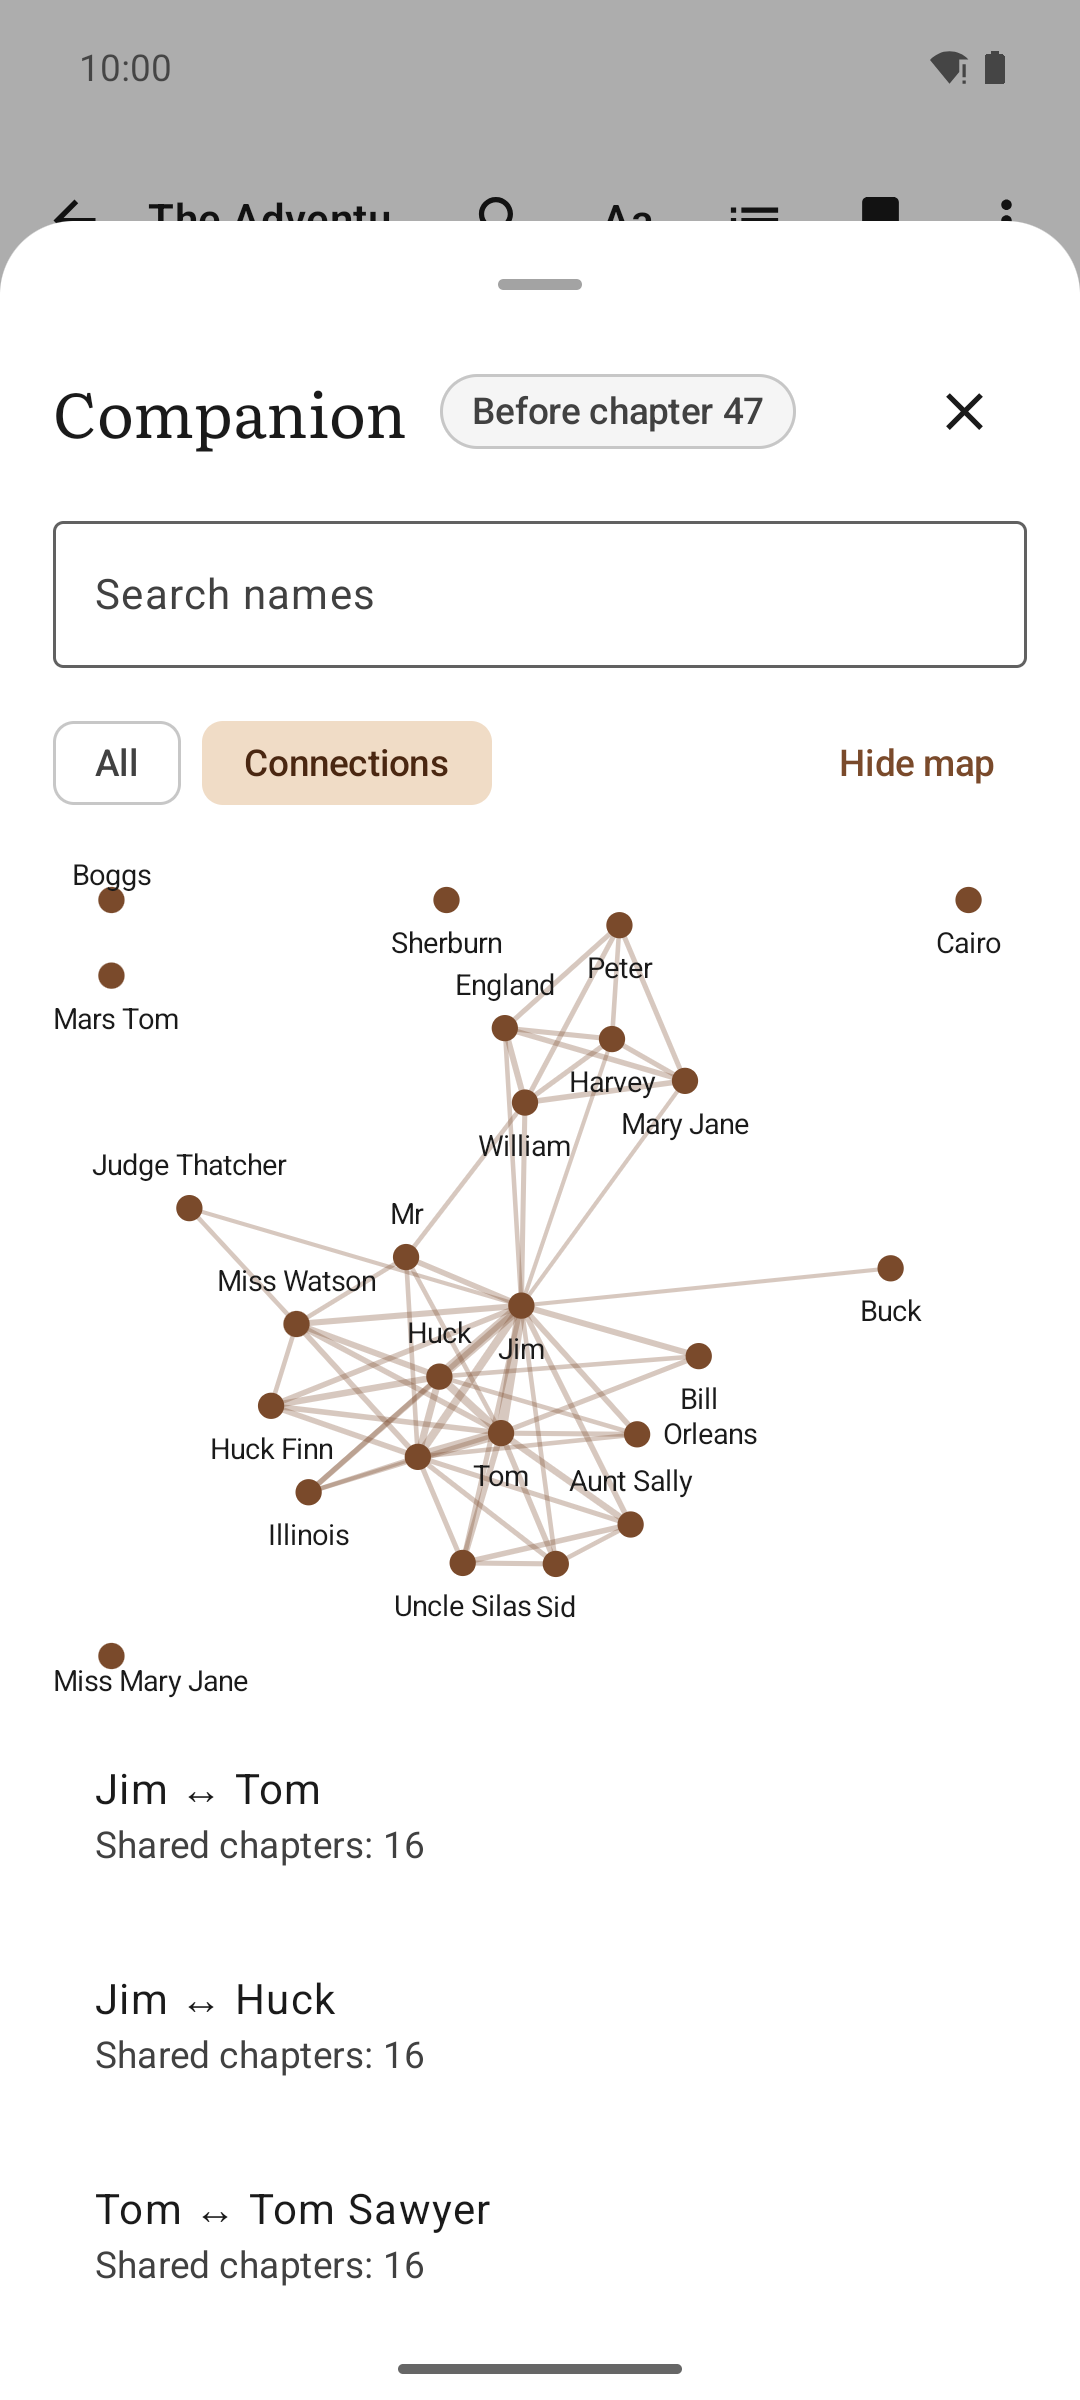 10:00
The Adventu
Aa
Companion
Before chapter 47
Search names
All
Connections
Hide map
Boggs
Sherburn
Cairo
Peter
England
Mars Tom
Harvey
Mary Jane
William
Judge Thatcher
Mr
Miss Watson
Buck
Huck
Jim
Bill
Orleans
Huck Finn
Tom
Aunt Sally
Illinois
Uncle Silas
Sid
Miss Mary Jane
Jim ↔ Tom
Shared chapters: 16
Jim ↔ Huck
Shared chapters: 16
Tom ↔ Tom Sawyer
Shared chapters: 16